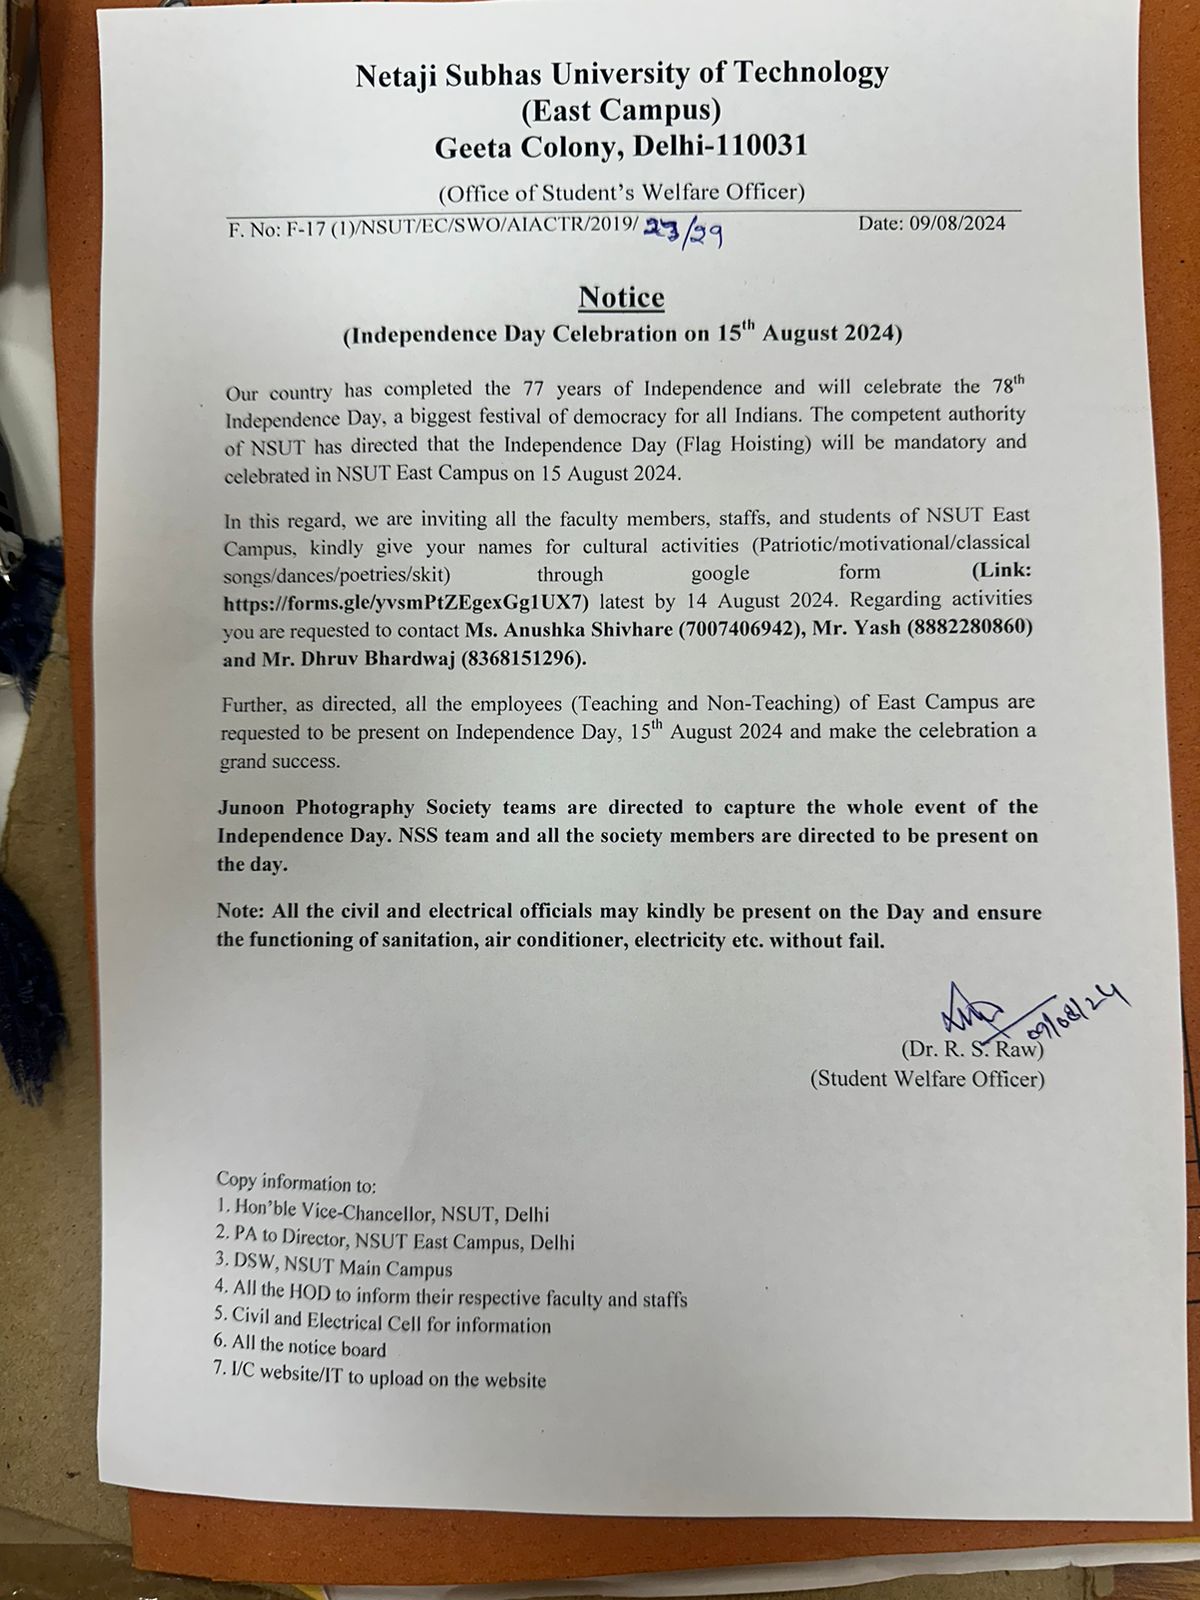 Netaji Subhas University of Technology
(East Campus)
Geeta Colony, Delhi-110031
(Office of Student's Welfare Officer)
F. No: F-17 (1)/NSUT/EC/SWO/AIACTR/2019/ 23/29 Date: 09/08/2024
Notice
(Independence Day Celebration on 15th August 2024)
Our country has completed the 77 years of Independence and will celebrate the 78th
Independence Day, a biggest festival of democracy for all Indians. The competent authority
of NSUT has directed that the Independence Day (Flag Hoisting) will be mandatory and
celebrated in NSUT East Campus on 15 August 2024.
In this regard, we are inviting all the faculty members, staffs, and students of NSUT East
Campus, kindly give your names for cultural activities (Patriotic/motivational/classical
songs/dances/poetries/skit) through google form (Link:
https://forms.gle/yvsmPtZEgexGg1UX7) latest by 14 August 2024. Regarding activities
you are requested to contact Ms. Anushka Shivhare (7007406942), Mr. Yash (8882280860)
and Mr. Dhruv Bhardwaj (8368151296).
Further, as directed, all the employees (Teaching and Non-Teaching) of East Campus are
requested to be present on Independence Day, 15th August 2024 and make the celebration a
grand success.
Junoon Photography Society teams are directed to capture the whole event of the
Independence Day. NSS team and all the society members are directed to be present on
the day.
Note: All the civil and electrical officials may kindly be present on the Day and ensure
the functioning of sanitation, air conditioner, electricity etc. without fail.
09/08/24
(Dr. R. S. Raw)
(Student Welfare Officer)
Copy information to:
1. Hon'ble Vice-Chancellor, NSUT, Delhi
2. PA to Director, NSUT East Campus, Delhi
3. DSW, NSUT Main Campus
4. All the HOD to inform their respective faculty and staffs
5. Civil and Electrical Cell for information
6. All the notice board
7. I/C website/IT to upload on the website